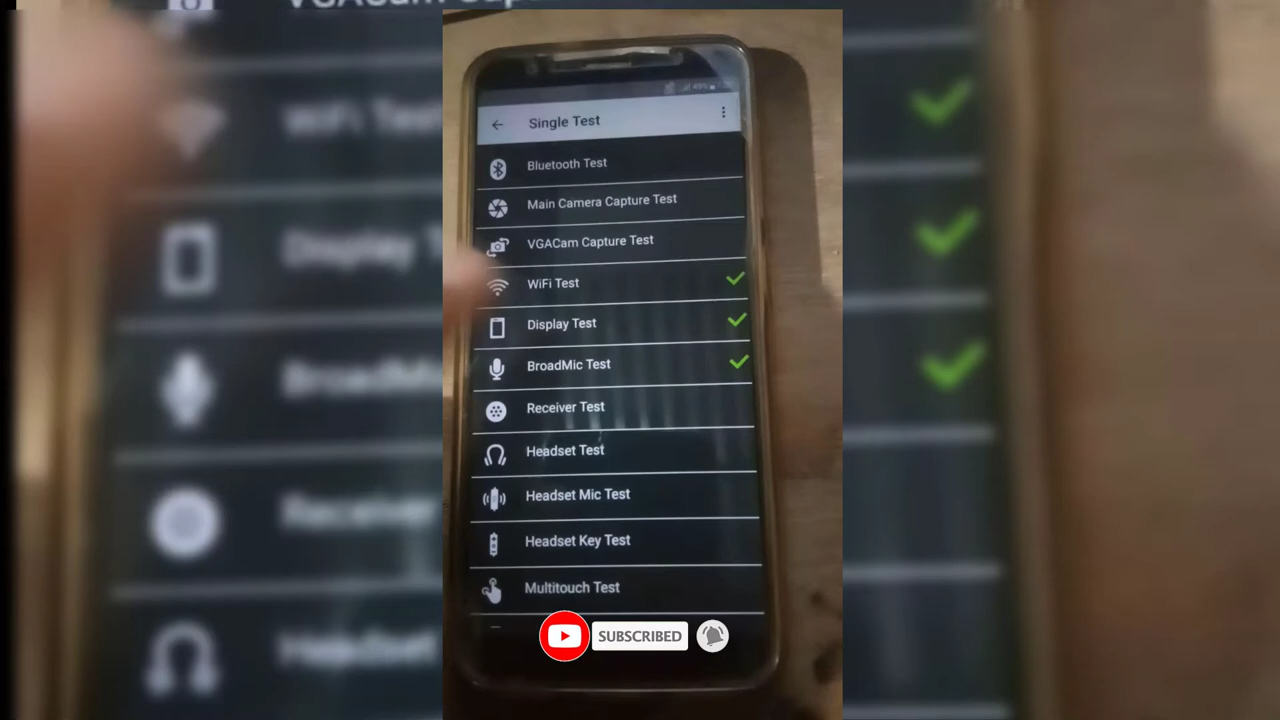 Single Test
Bluetooth Test
Main Camera Capture Test
VGACam Capture Test
WiFi Test
Display Test
BroadMic Test
Receiver Test
Headset Test
Headset Mic Test
Headset Key Test
Multitouch Test
SUBSCRIBED